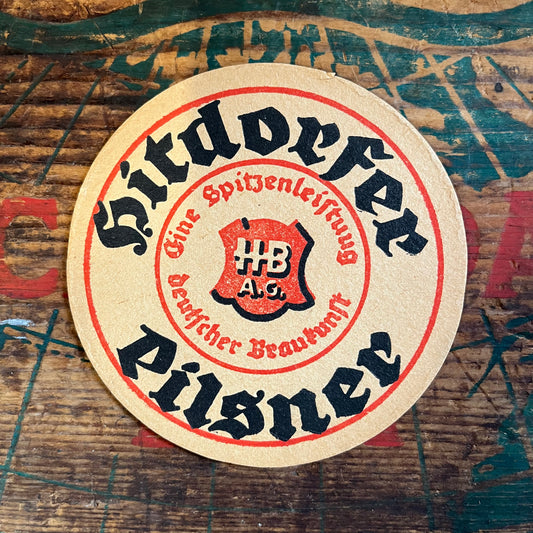 Hitdorfer
Eine Spitzenleiſtung
HB
A.G.
deutſcher Braukunſt
Pilsner